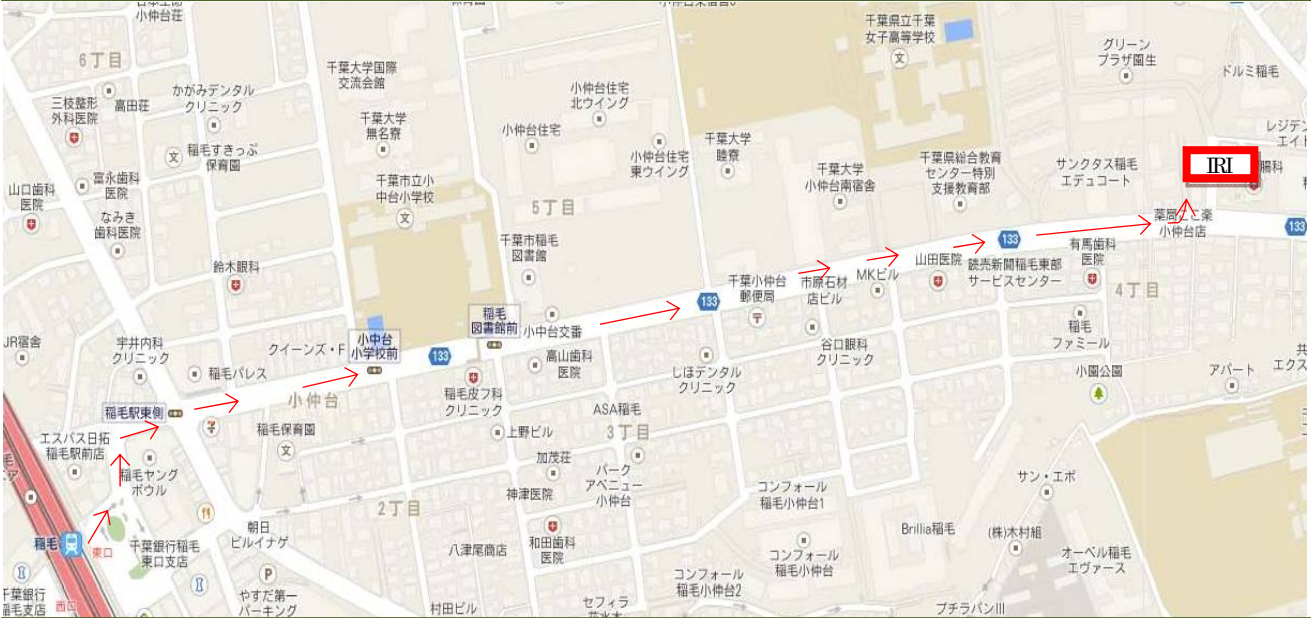 小仲台荘
千葉県立千葉
女子高等学校
グリーン
プラザ園生
ドルミ稲毛
6丁目
かがみデンタル
クリニック
千葉大学国際
交流会館
三枝整形
外科医院
高田荘
小仲台住宅
北ウイング
千葉大学
無名寮
小仲台住宅
千葉大学
睦寮
稲毛すきっぷ
保育園
小仲台住宅
東ウイング
千葉大学
小仲台南宿舎
千葉県総合教育
センター特別
支援教育部
サンクタス稲毛
エデュコート
IRI
腸科
山口歯科
医院
富永歯科
医院
千葉市立小
中台小学校
なみき
歯科医院
5丁目
千葉市稲毛
図書館
薬局ここ楽
小仲台店
133
133
鈴木眼科
山田医院
読売新聞稲毛東部
サービスセンター
有馬歯科
医院
千葉小仲台
郵便局
市原石材
店ビル
MKビル
4丁目
133
稲毛
図書館前
小中台交番
小中台
小学校前
133
JR宿舎
宇井内科
クリニック
クイーンズ・F
稲毛パレス
高山歯科
医院
しほデンタル
クリニック
谷口眼科
クリニック
稲毛
ファミール
小園公園
アパート
稲毛駅東側
小仲台
稲毛皮フ科
クリニック
ASA稲毛
稲毛保育園
上野ビル
3丁目
エスパス日拓
稲毛駅前店
稲毛ヤング
ボウル
加茂荘
神津医院
パーク
アベニュー
小仲台
コンフォール
稲毛小仲台1
サン・エポ
2丁目
朝日
ビルイナゲ
稲毛
東口
千葉銀行稲毛
東口支店
八津尾商店
和田歯科
医院
コンフォール
稲毛小仲台
Brillia稲毛
(株)木村組
オーベル稲毛
エヴァース
千葉銀行
稲毛支店
西口
P
やすだ第一
パーキング
村田ビル
セフィラ
コンフォール
稲毛小仲台2
プチラパンIII